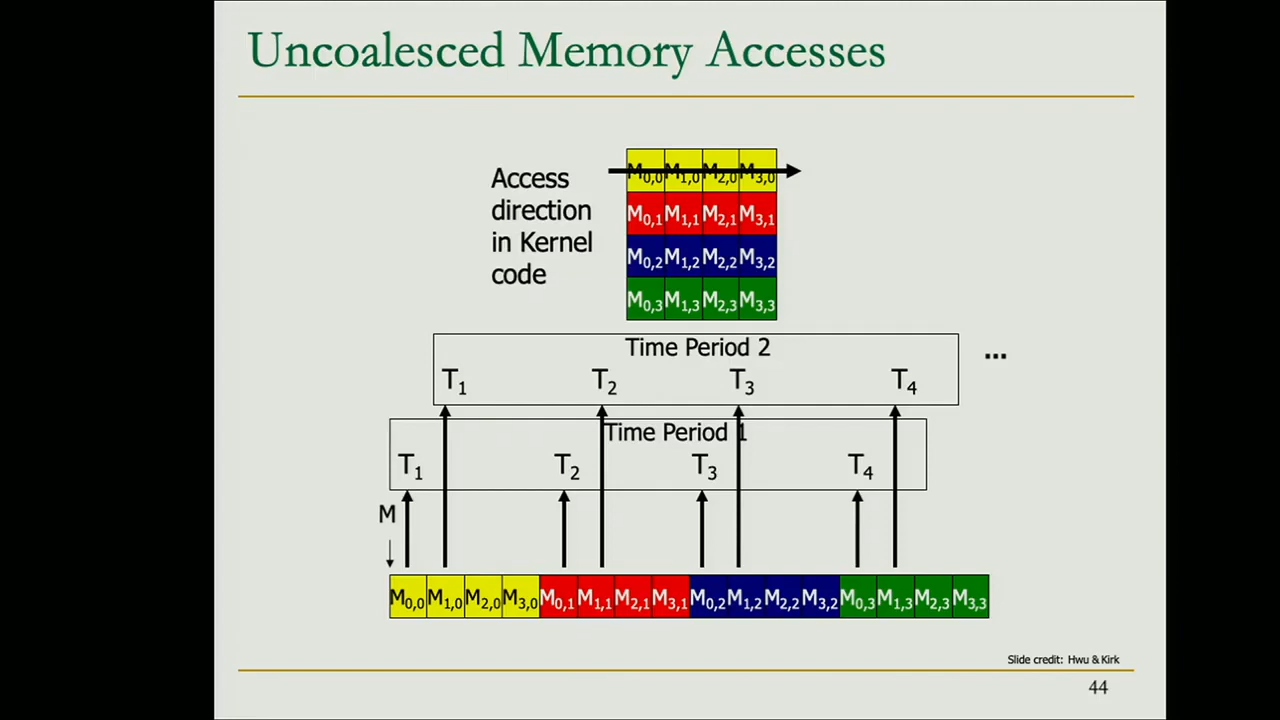 Uncoalesced Memory Accesses
Access
direction
in Kernel
code
M0,0 M1,0 M2,0 M3,0
M0,1 M1,1 M2,1 M3,1
M0,2 M1,2 M2,2 M3,2
M0,3 M1,3 M2,3 M3,3
Time Period 2
...
T1 T2 T3 T4
Time Period 1
T1 T2 T3 T4
M
M0,0 M1,0 M2,0 M3,0 M0,1 M1,1 M2,1 M3,1 M0,2 M1,2 M2,2 M3,2 M0,3 M1,3 M2,3 M3,3
Slide credit: Hwu & Kirk
44